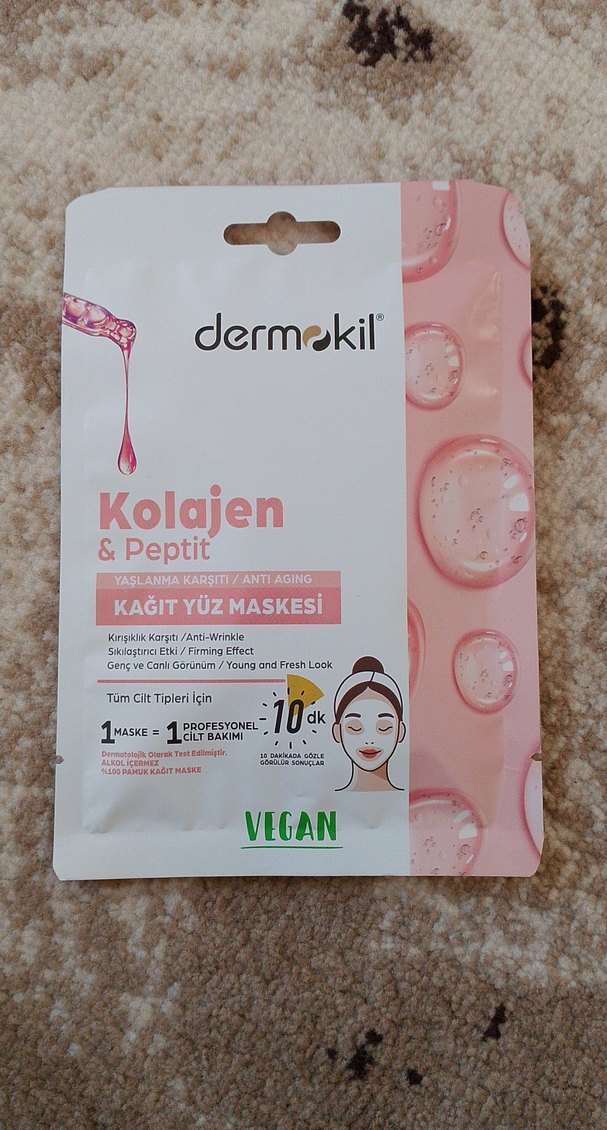 dermokil®
Kolajen
& Peptit
YAŞLANMA KARŞITI / ANTI AGING
KAĞIT YÜZ MASKESİ
Kırışıklık Karşıtı /Anti-Wrinkle
Sıkılaştırıcı Etki / Firming Effect
Genç ve Canlı Görünüm / Young and Fresh Look
Tüm Cilt Tipleri İçin
1 MASKE = 1 PROFESYONEL
CİLT BAKIMI
10 dk
10 DAKİKADA GÖZLE
GÖRÜLÜR SONUÇLAR
Dermatolojik Olarak Test Edilmiştir.
ALKOL İÇERMEZ
%100 PAMUK KAĞIT MASKE
VEGAN